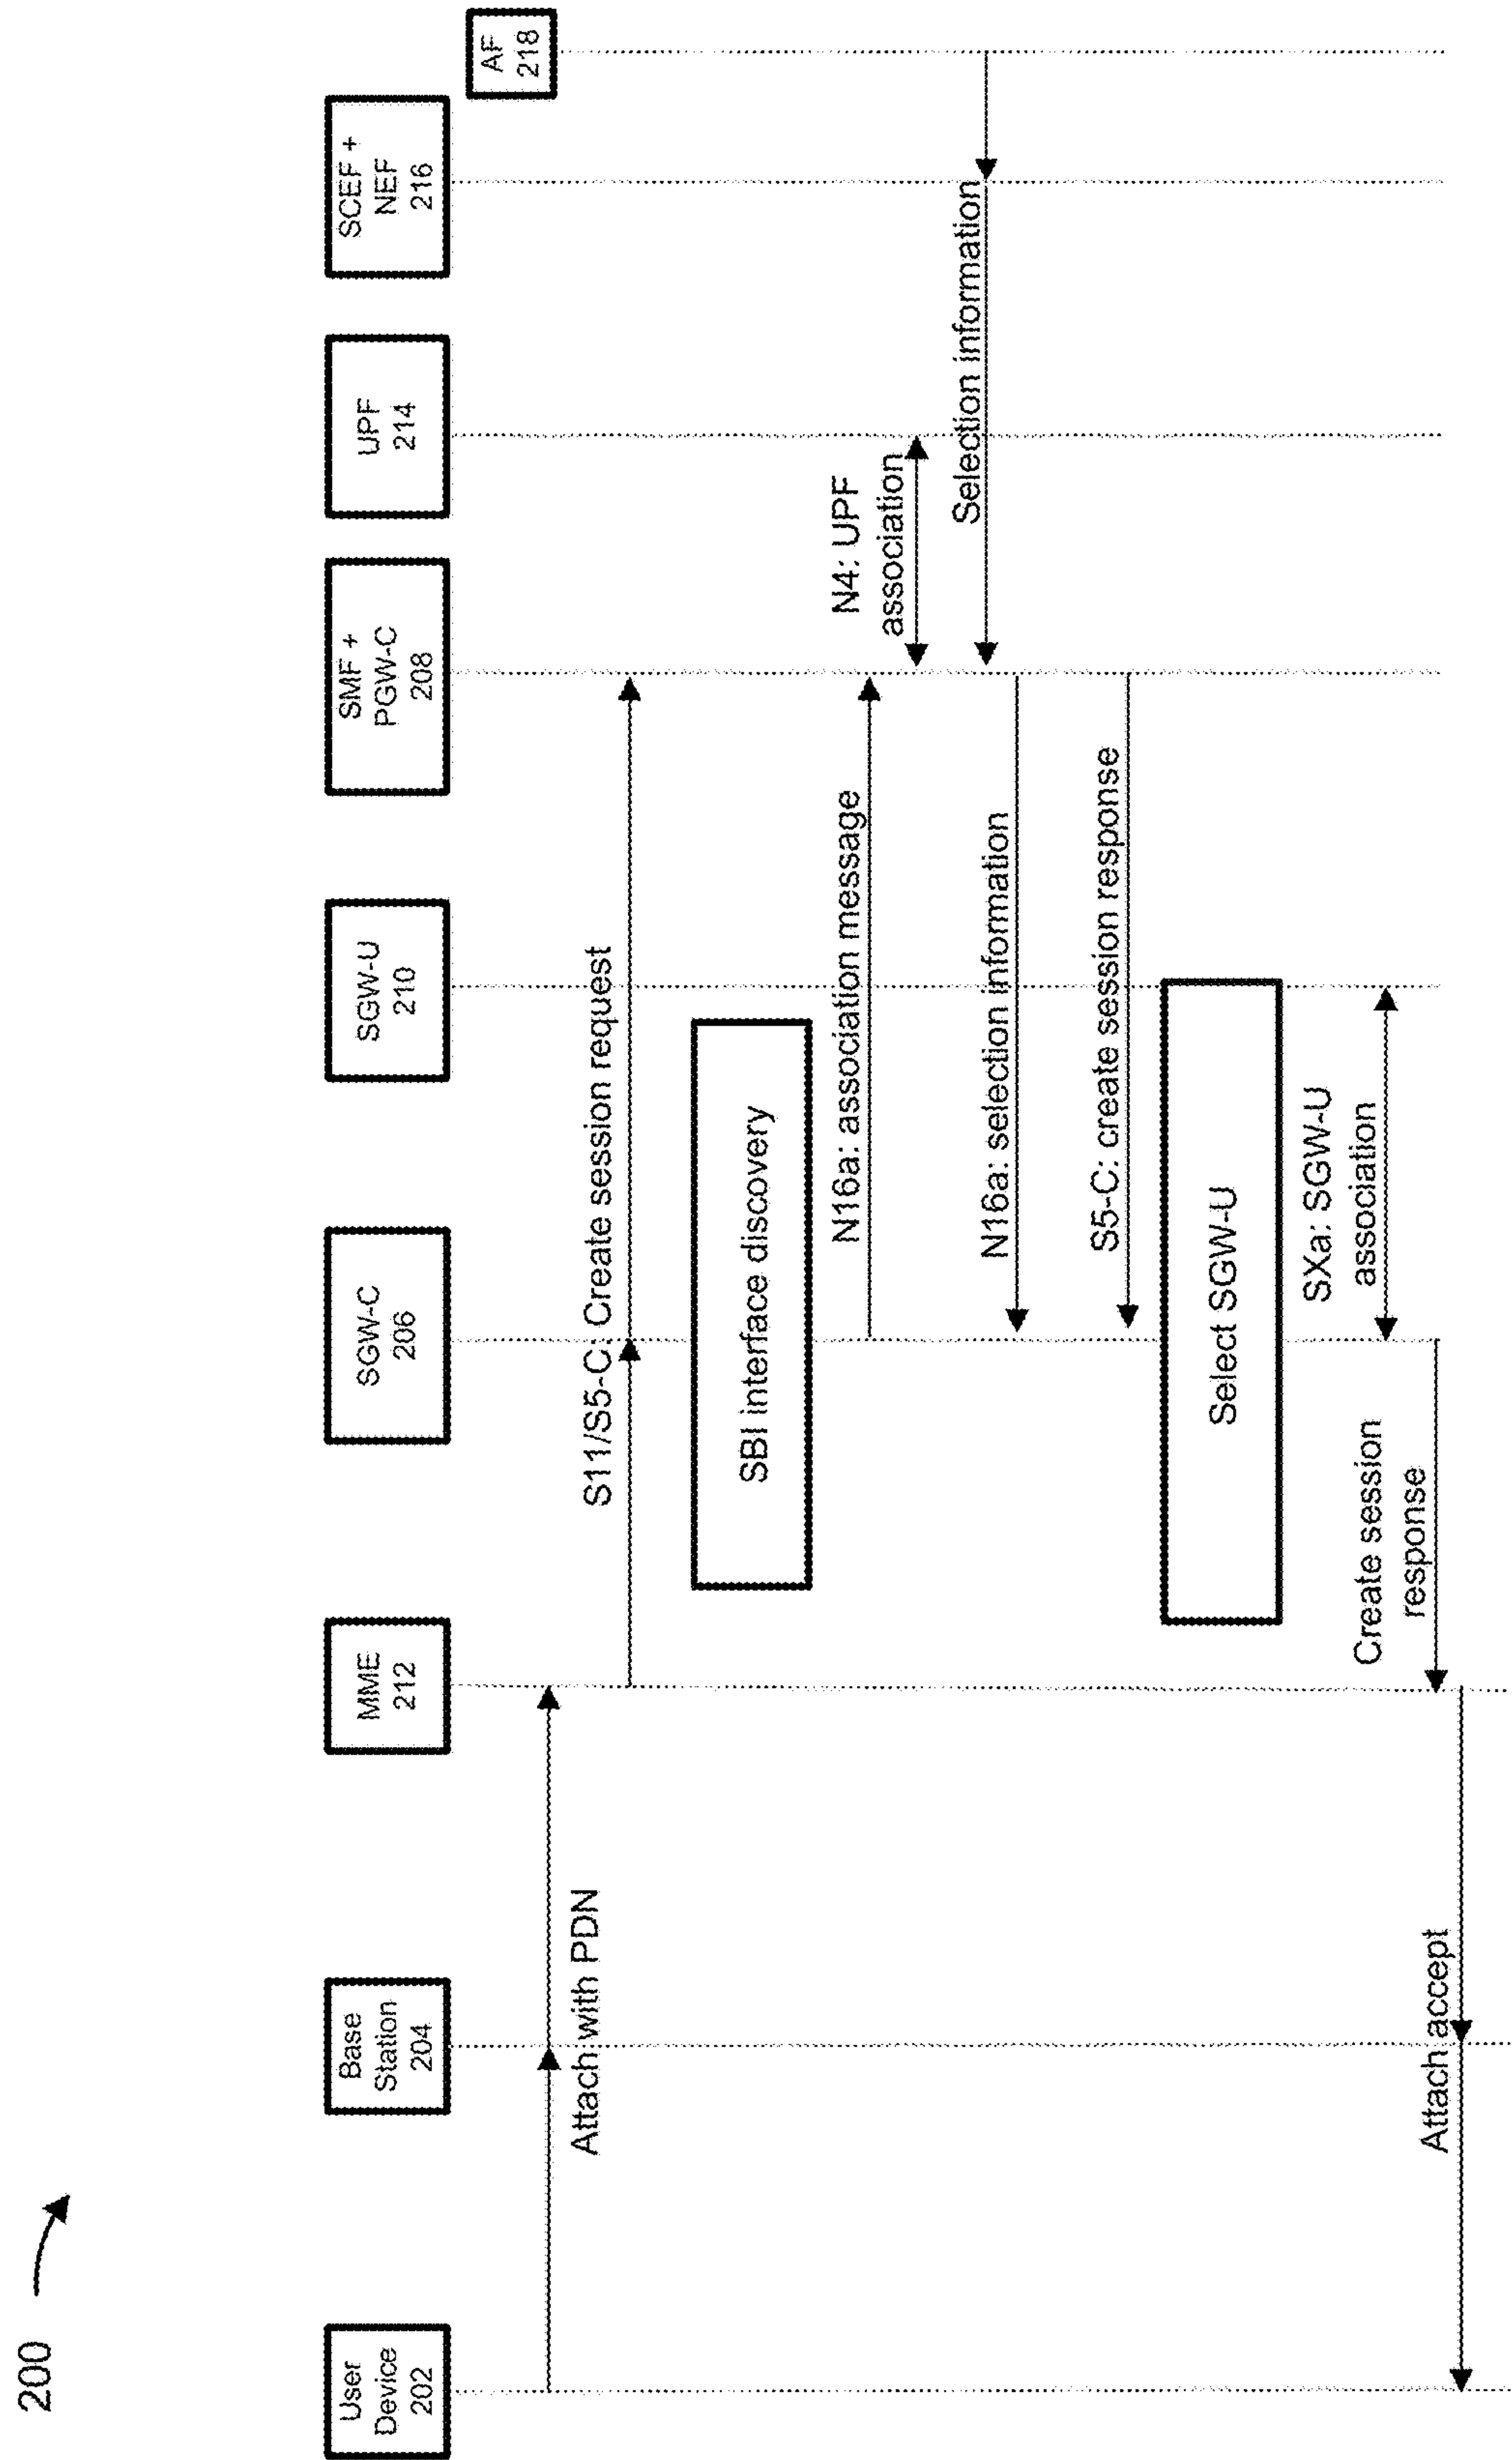 200
User
Device
202
Base
Station
204
MME
212
SGW-C
206
SGW-U
210
SMF +
PGW-C
208
UPF
214
SCEF +
NEF
216
AF
218
Attach with PDN
S11/S5-C: Create session request
SBI interface discovery
N16a: association message
N4: UPF
association
Selection information
N16a: selection information
S5-C: create session response
Select SGW-U
SXa: SGW-U
association
Create session
response
Attach accept